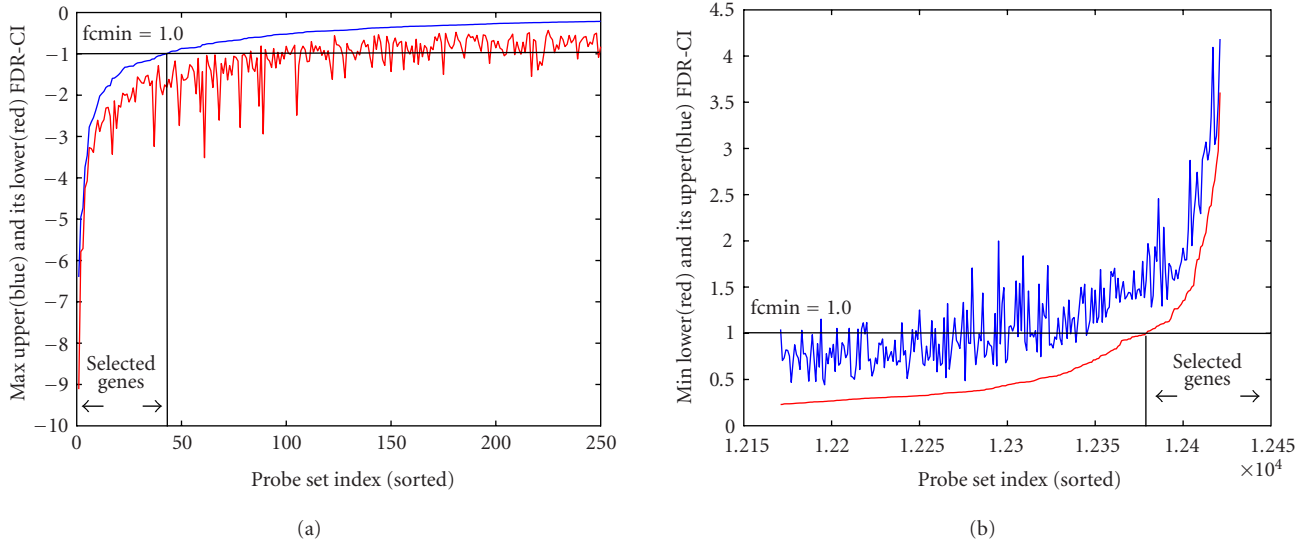 Max upper(blue) and its lower(red) FDR-CI
0
−1
−2
−3
−4
−5
−6
−7
−8
−9
−10
fcmin = 1.0
Selected
genes
0 50 100 150 200 250
Probe set index (sorted)
(a)
Min lower(red) and its upper(blue) FDR-CI
4.5
4
3.5
3
2.5
2
1.5
1
0.5
0
fcmin = 1.0
Selected
genes
1.215 1.22 1.225 1.23 1.235 1.24 1.245
×10⁴
Probe set index (sorted)
(b)